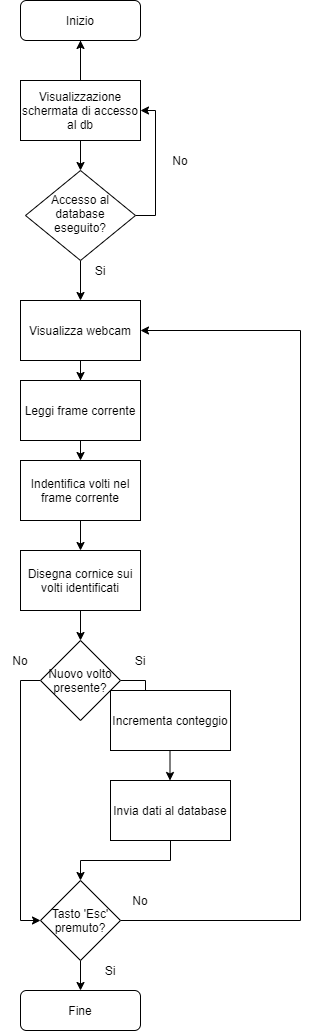 Inizio
Visualizzazione
schermata di accesso
al db
No
Accesso al
database
eseguito?
Si
Visualizza webcam
Leggi frame corrente
Indentifica volti nel
frame corrente
Disegna cornice sui
volti identificati
No
Si
Nuovo volto
presente?
Incrementa conteggio
Invia dati al database
No
Tasto 'Esc'
premuto?
Si
Fine